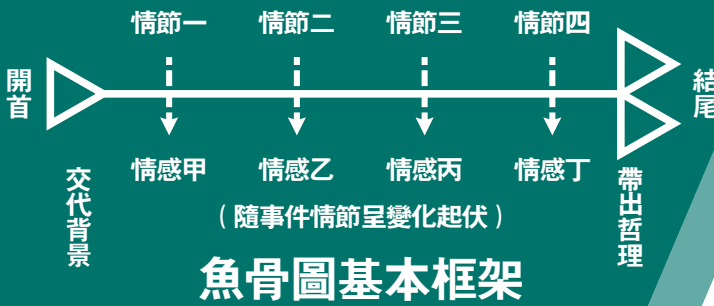 情節一
情節二
情節三
情節四
開首
結尾
情感甲
情感乙
情感丙
情感丁
交代背景
帶出哲理
（隨事件情節呈變化起伏）
魚骨圖基本框架